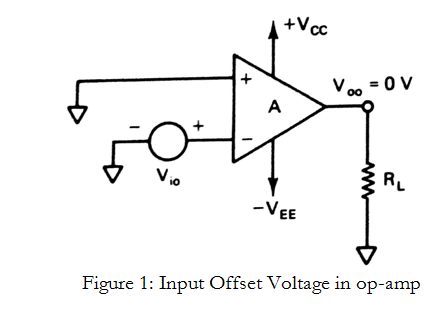 +Vcc
+
Voo = 0 V
A
-
+
-
Vio
RL
-VEE
Figure 1: Input Offset Voltage in op-amp